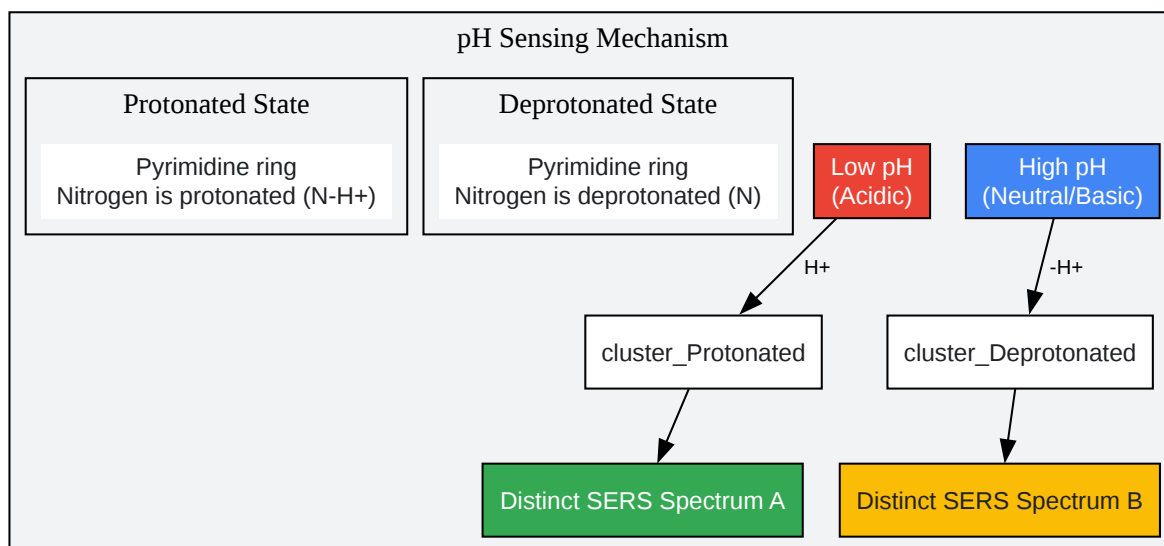 pH Sensing Mechanism
Protonated State
Pyrimidine ring
Nitrogen is protonated (N-H+)
Deprotonated State
Pyrimidine ring
Nitrogen is deprotonated (N)
Low pH
(Acidic)
High pH
(Neutral/Basic)
H+
-H+
cluster_Protonated
cluster_Deprotonated
Distinct SERS Spectrum A
Distinct SERS Spectrum B